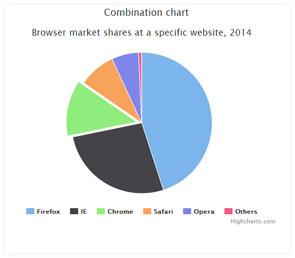 Combination chart
Browser market shares at a specific website, 2014
Firefox IE Chrome Safari Opera Others
Highcharts.com